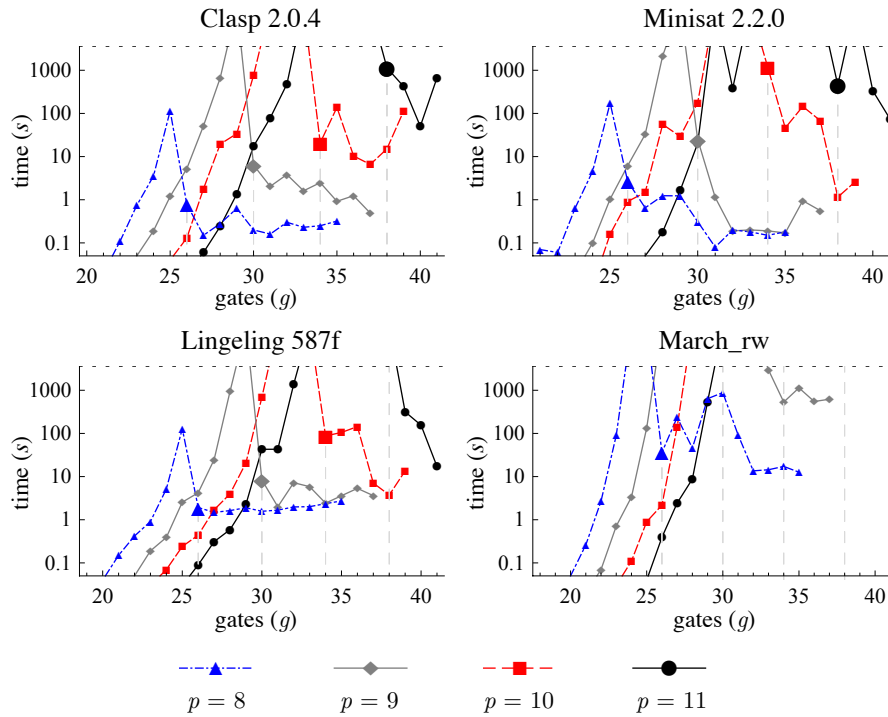 Clasp 2.0.4
Minisat 2.2.0
1000
100
10
1
0.1
time (s)
20 25 30 35 40
gates (g)
1000
100
10
1
0.1
time (s)
20 25 30 35 40
gates (g)
Lingeling 587f
March_rw
1000
100
10
1
0.1
time (s)
20 25 30 35 40
gates (g)
1000
100
10
1
0.1
time (s)
20 25 30 35 40
gates (g)
p = 8
p = 9
p = 10
p = 11